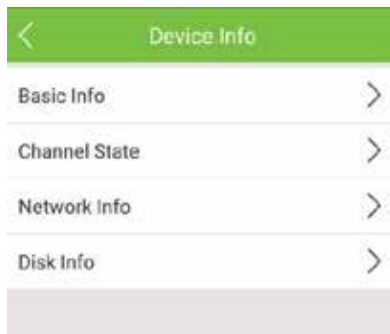 Device Info
Basic Info
Channel State
Network Info
Disk Info